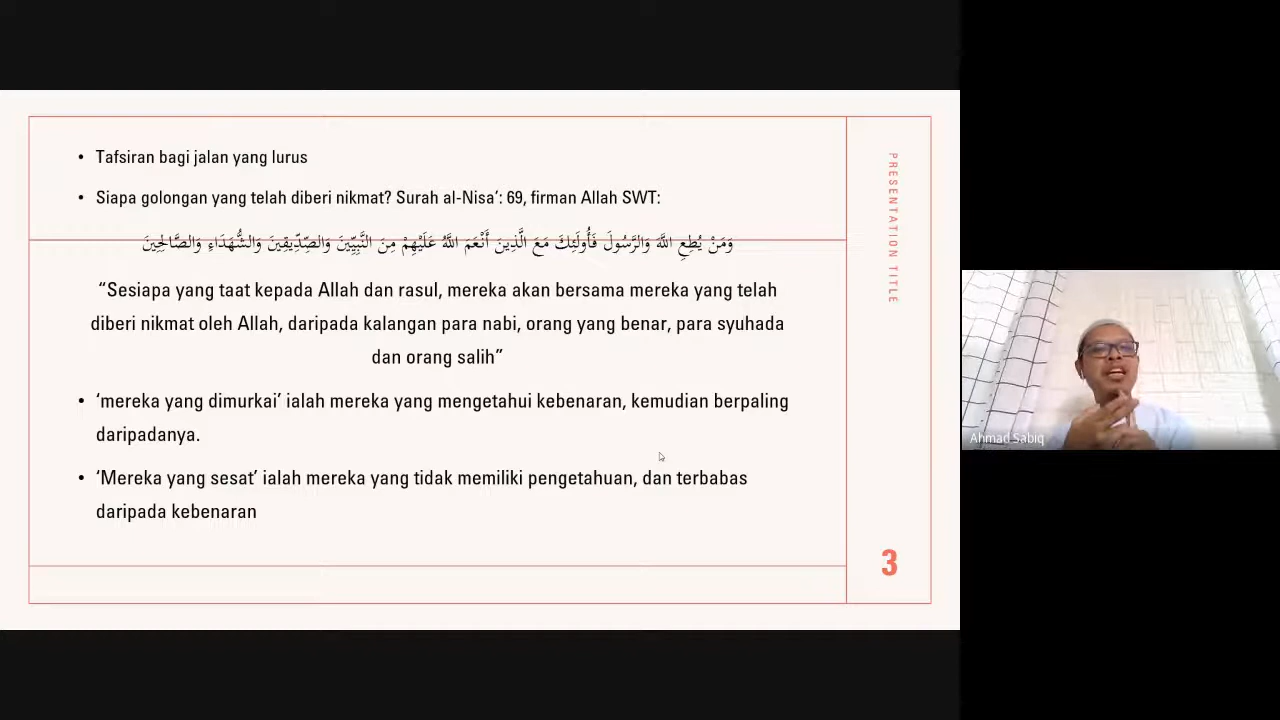 • Tafsiran bagi jalan yang lurus
• Siapa golongan yang telah diberi nikmat? Surah al-Nisa‘: 69, firman Allah SWT:
وَمَنْ يُطِعِ اللَّهَ وَالرَّسُولَ فَأُولَئِكَ مَعَ الَّذِينَ أَنْعَمَ اللَّهُ عَلَيْهِمْ مِنَ النَّبِيِّينَ وَالصِّدِّيقِينَ وَالشُّهَدَاءِ وَالصَّالِحِينَ
“Sesiapa yang taat kepada Allah dan rasul, mereka akan bersama mereka yang telah
diberi nikmat oleh Allah, daripada kalangan para nabi, orang yang benar, para syuhada
dan orang salih”
• ‘mereka yang dimurkai’ ialah mereka yang mengetahui kebenaran, kemudian berpaling
daripadanya.
• ‘Mereka yang sesat’ ialah mereka yang tidak memiliki pengetahuan, dan terbabas
daripada kebenaran
PRESENTATION TITLE
3
Ahmad Sabiq